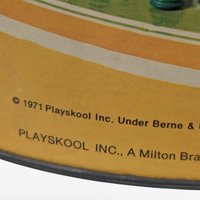 © 1971 Playskool Inc. Under Berne &
PLAYSKOOL INC., A Milton Bra